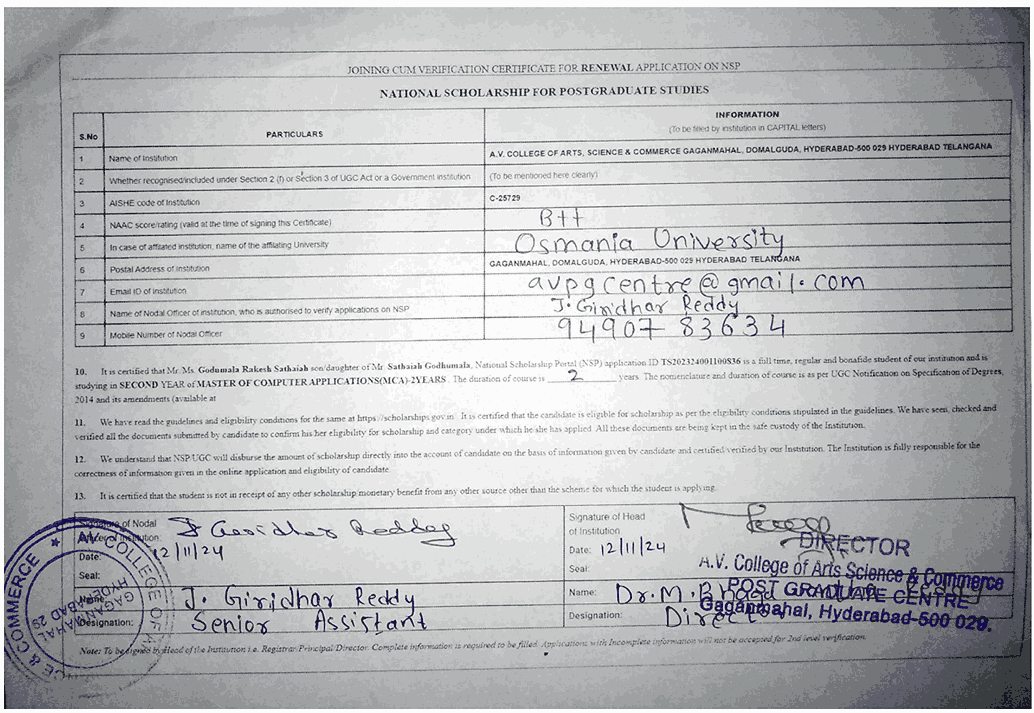 JOINING CUM VERIFICATION CERTIFICATE FOR RENEWAL APPLICATION ON NSP
NATIONAL SCHOLARSHIP FOR POSTGRADUATE STUDIES
S.No PARTICULARS INFORMATION
(To be filled by institution in CAPITAL letters)
1 Name of Institution A.V. COLLEGE OF ARTS, SCIENCE & COMMERCE GAGANMAHAL, DOMALGUDA, HYDERABAD-500 029 HYDERABAD TELANGANA
2 Whether recognised/included under Section 2 (f) or Section 3 of UGC Act or a Government institution (To be mentioned here clearly)
3 AISHE code of Institution C-25729
4 NAAC score/rating (valid at the time of signing this Certificate) B++
5 In case of affiliated institution, name of the affiliating University Osmania University
6 Postal Address of Institution GAGANMAHAL, DOMALGUDA, HYDERABAD-500 029 HYDERABAD TELANGANA
7 Email ID of Institution avpgcentre@gmail.com
8 Name of Nodal Officer of institution, who is authorised to verify applications on NSP J. Giridhar Reddy
9 Mobile Number of Nodal Officer 94907 83634
10. It is certified that Mr. Ms. Godumala Rakesh Sathaiah son/daughter of Mr Sathaiah Godhumala, National Scholarship Portal (NSP) application ID TS202324001100836 is a full time, regular and bonafide student of our institution and is
studying in SECOND YEAR of MASTER OF COMPUTER APPLICATIONS(MCA)-2YEARS . The duration of course is 2 years. The nomenclature and duration of course is as per UGC Notification on Specification of Degrees,
2014 and its amendments (available at
11. We have read the guidelines and eligibility conditions for the same at https://scholarships.gov.in. It is certified that the candidate is eligible for scholarship as per the eligibility conditions stipulated in the guidelines. We have seen, checked and
verified all the documents submitted by candidate to confirm his/her eligibility for scholarship and category under which he/she has applied. All these documents are being kept in the safe custody of the Institution.
12. We understand that NSP/UGC will disburse the amount of scholarship directly into the account of candidate on the basis of information given by candidate and certified/verified by our Institution. The Institution is fully responsible for the
correctness of information given in the online application and eligibility of candidate.
13. It is certified that the student is not in receipt of any other scholarship/monetary benefit from any other source other than the scheme for which the student is applying.
Signature of Nodal
Officer of Institution: J Giridhar Reddy
Date: 12/11/24
Seal:
Name: J. Giridhar Reddy
Designation: Senior Assistant
Signature of Head
of Institution
Date: 12/11/24
Seal:
Name: Dr. M. B
Designation: Director
DIRECTOR
A.V. College of Arts Science & Commerce
POST GRADUATE CENTRE
Gaganmahal, Hyderabad-500 029.
A.V. COLLEGE OF
CE & COMMERCE
GAGANMAHAL
HYDERABAD 29
Note: To be signed by Head of the Institution i.e. Registrar/Principal/Director. Complete information is required to be filled. Applications with Incomplete information will not be accepted for 2nd level verification.